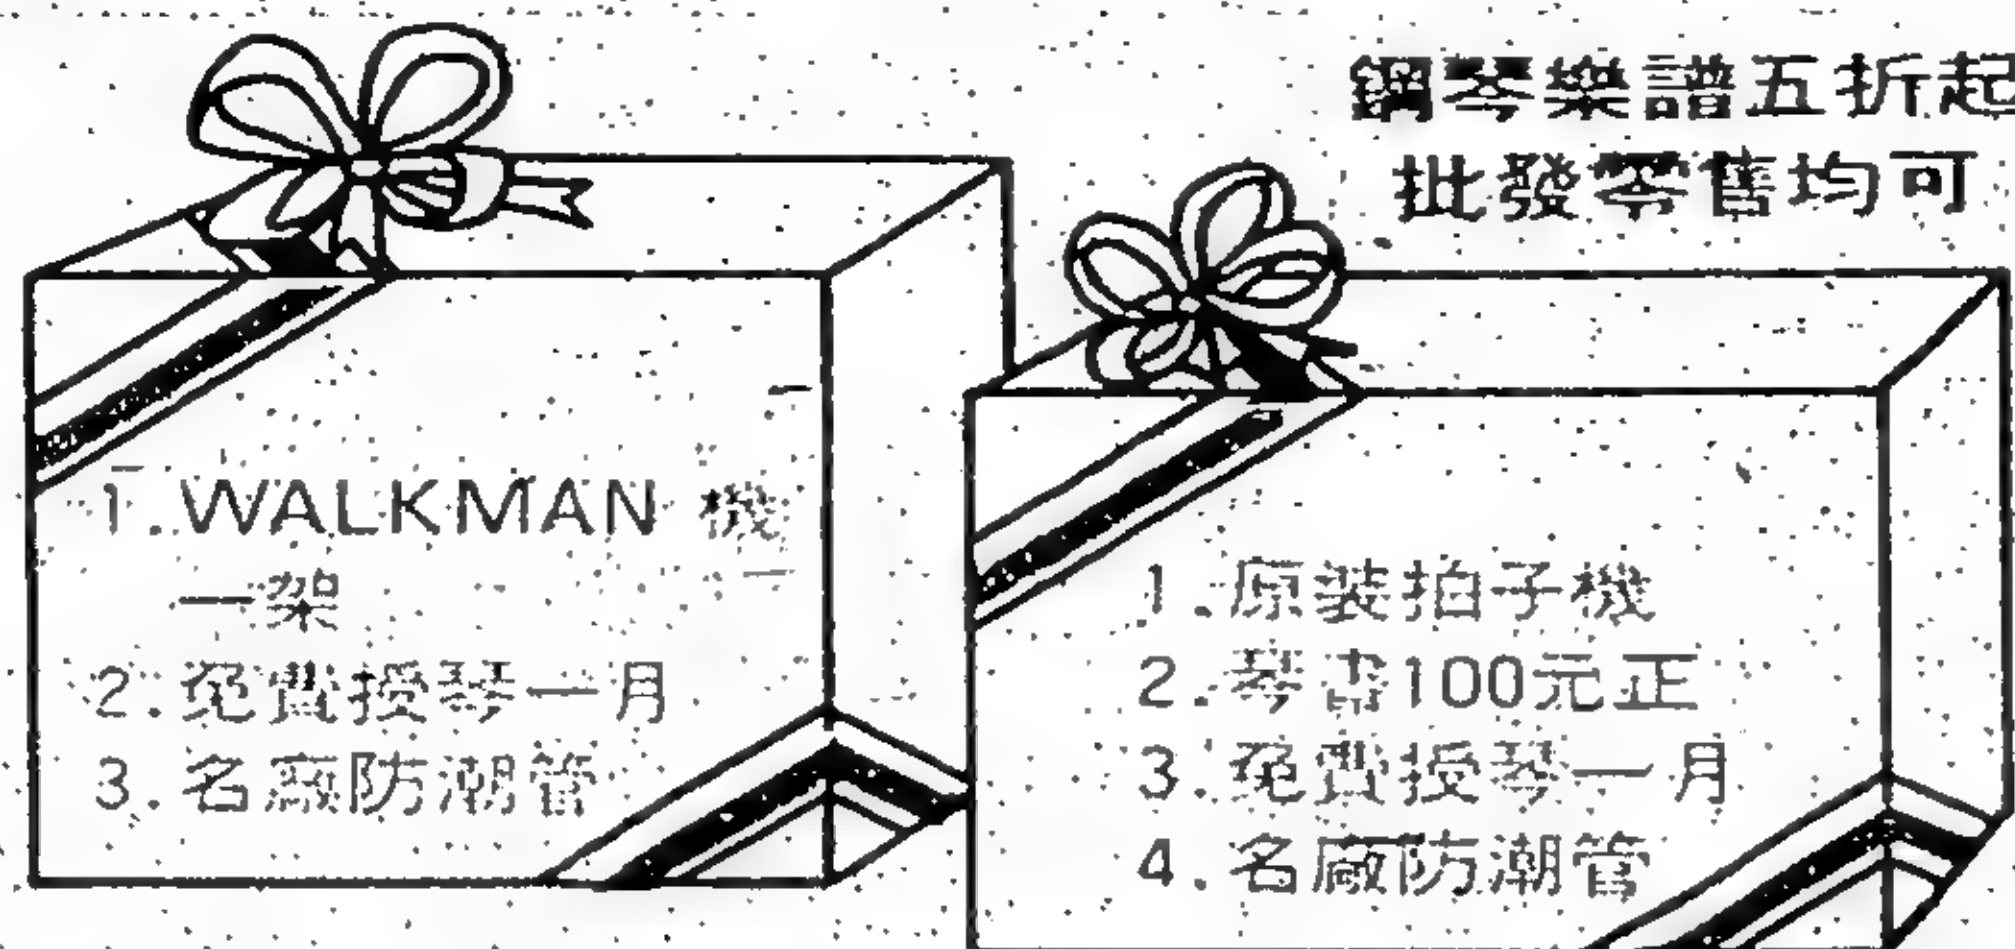 鋼琴樂譜五折起
批發零售均可
1.WALKMAN 機
一架
2.免費授琴一月
3.名廠防潮管
1.原裝拍子機
2.琴書100元正
3.免費授琴一月
4.名廠防潮管